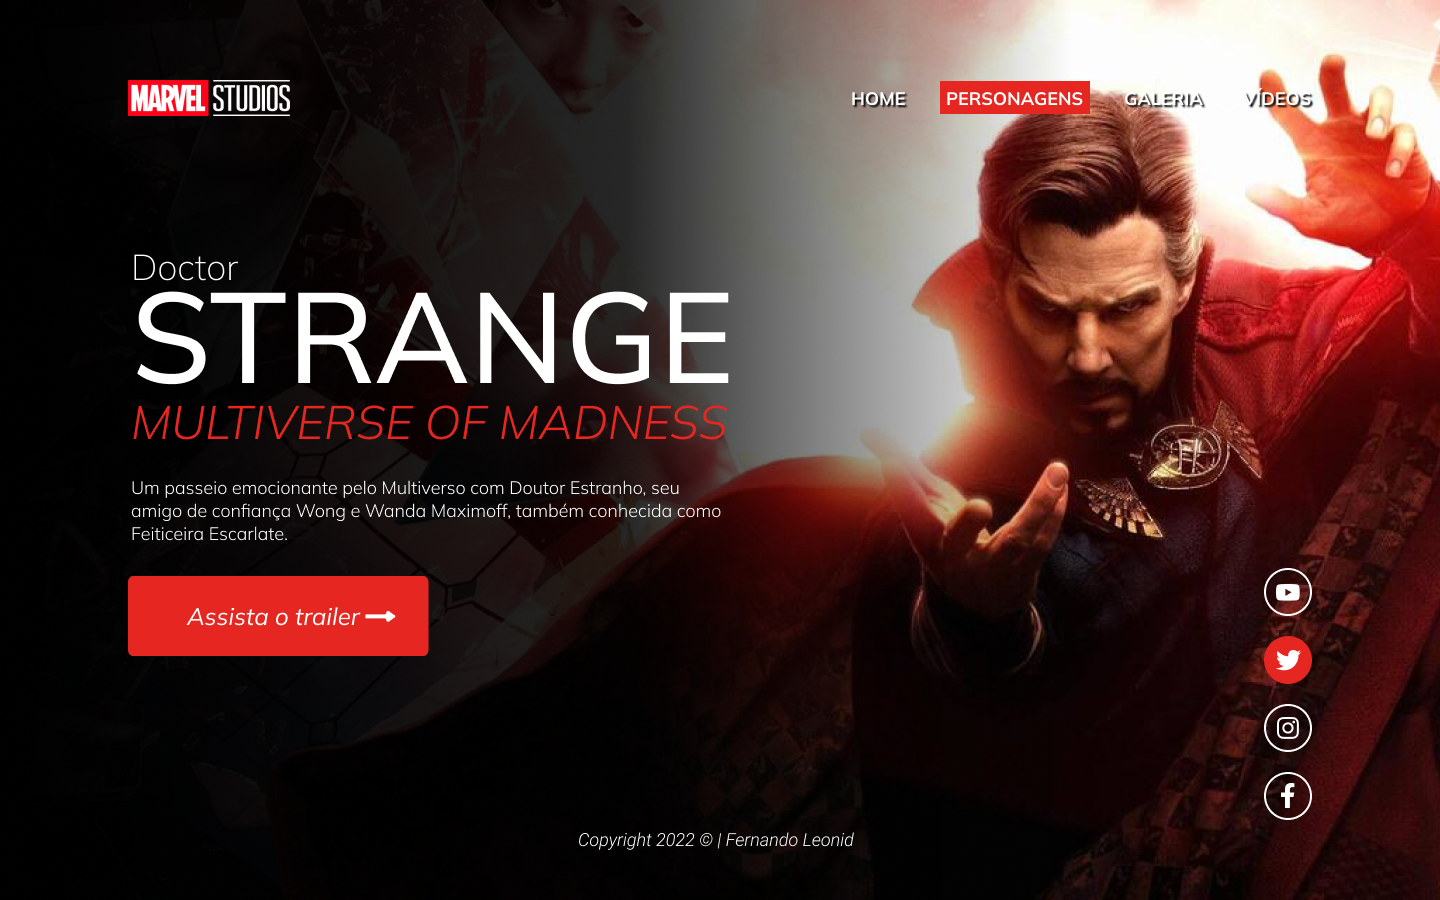 MARVEL STUDIOS
HOME PERSONAGENS GALERIA VÍDEOS
Doctor
STRANGE
MULTIVERSE OF MADNESS
Um passeio emocionante pelo Multiverso com Doutor Estranho, seu
amigo de confiança Wong e Wanda Maximoff, também conhecida como
Feiticeira Escarlate.
Assista o trailer
Copyright 2022 © | Fernando Leonid